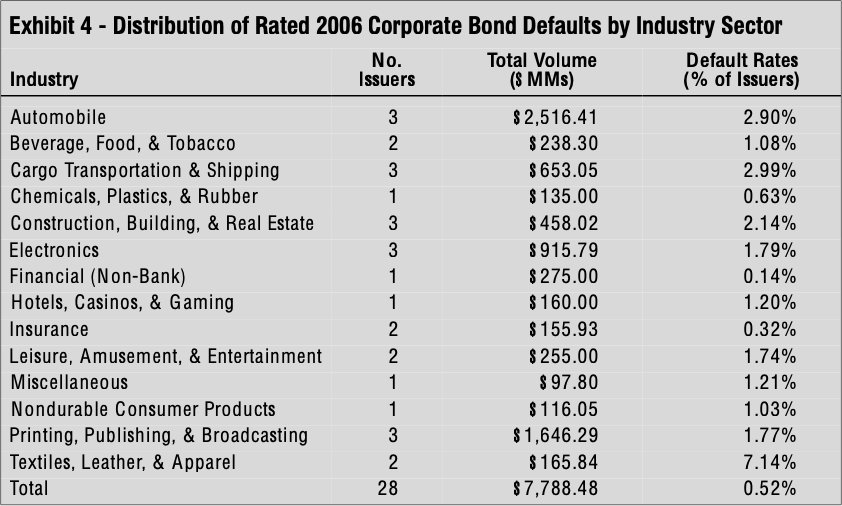 Exhibit 4 - Distribution of Rated 2006 Corporate Bond Defaults by Industry Sector
No. Total Volume Default Rates
Industry Issuers ($ MMs) (% of Issuers)
Automobile 3 $2,516.41 2.90%
Beverage, Food, & Tobacco 2 $238.30 1.08%
Cargo Transportation & Shipping 3 $653.05 2.99%
Chemicals, Plastics, & Rubber 1 $135.00 0.63%
Construction, Building, & Real Estate 3 $458.02 2.14%
Electronics 3 $915.79 1.79%
Financial (Non-Bank) 1 $275.00 0.14%
Hotels, Casinos, & Gaming 1 $160.00 1.20%
Insurance 2 $155.93 0.32%
Leisure, Amusement, & Entertainment 2 $255.00 1.74%
Miscellaneous 1 $97.80 1.21%
Nondurable Consumer Products 1 $116.05 1.03%
Printing, Publishing, & Broadcasting 3 $1,646.29 1.77%
Textiles, Leather, & Apparel 2 $165.84 7.14%
Total 28 $7,788.48 0.52%